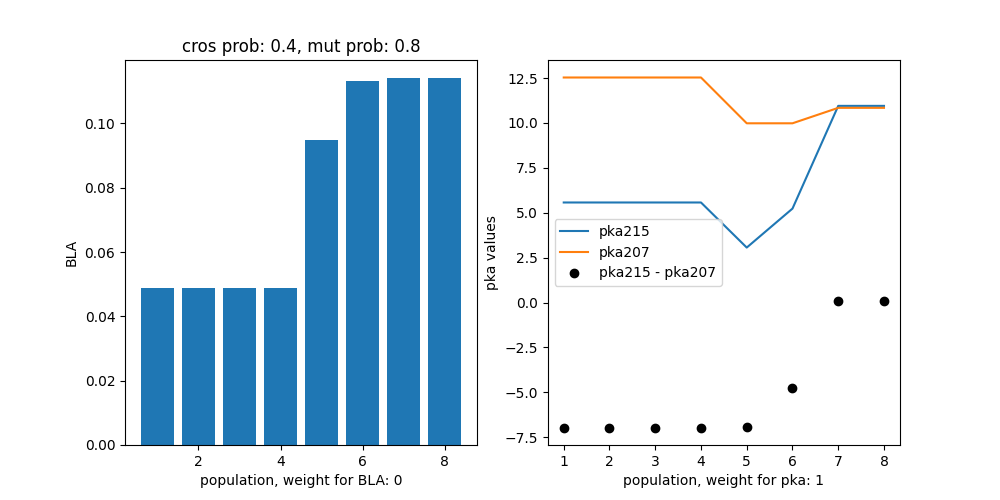 cros prob: 0.4, mut prob: 0.8
BLA
0.10
0.08
0.06
0.04
0.02
0.00
2 4 6 8
population, weight for BLA: 0
pka values
12.5
10.0
7.5
5.0
2.5
0.0
−2.5
−5.0
−7.5
pka215
pka207
pka215 - pka207
1 2 3 4 5 6 7 8
population, weight for pka: 1